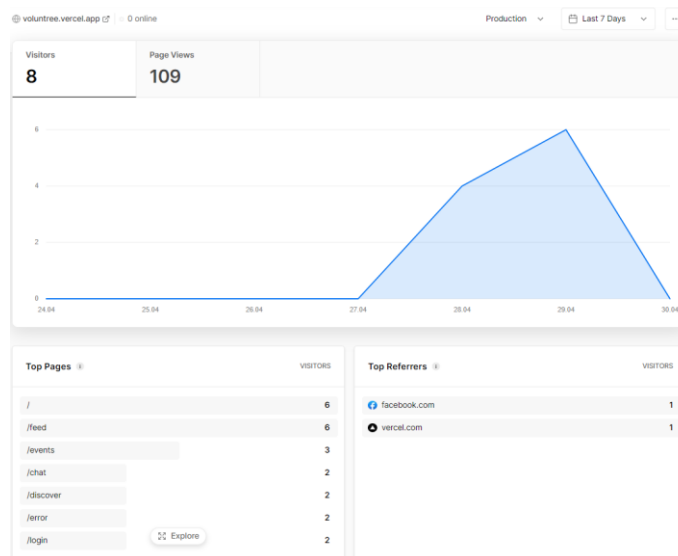 voluntree.vercel.app 0 online Production Last 7 Days
Visitors Page Views
8 109
6
4
2
0
24.04 25.04 26.04 27.04 28.04 29.04 30.04
Top Pages VISITORS
/ 6
/feed 6
/events 3
/chat 2
/discover 2
/error 2
/login 2
Explore
Top Referrers VISITORS
facebook.com 1
vercel.com 1